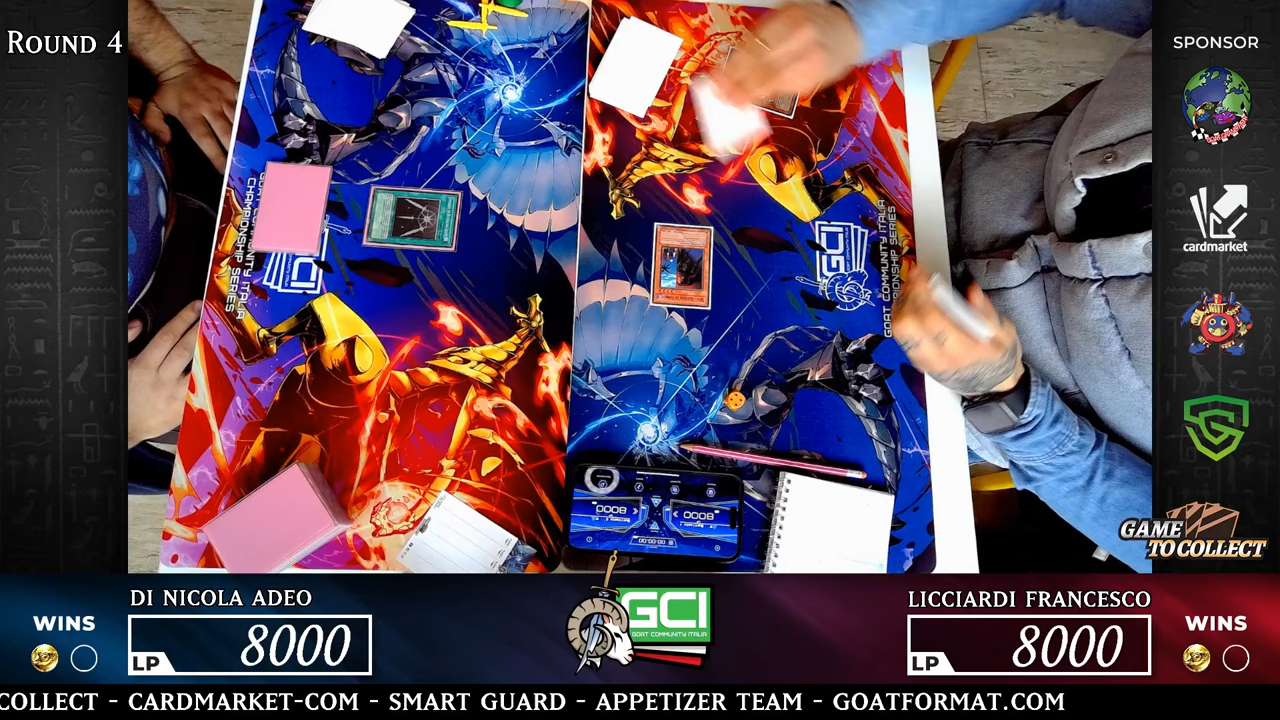 ROUND 4
SPONSOR
cardmarket
GAME
TO COLLECT
GCI
GOAT COMMUNITY ITALIA
CHAMPIONSHIP SERIES
GCI
GOAT COMMUNITY ITALIA
8000
8000
DI NICOLA ADEO
WINS
LP
8000
GCI
GOAT COMMUNITY ITALIA
LICCIARDI FRANCESCO
LP
8000
WINS
COLLECT - CARDMARKET-COM - SMART GUARD - APPETIZER TEAM - GOATFORMAT.COM